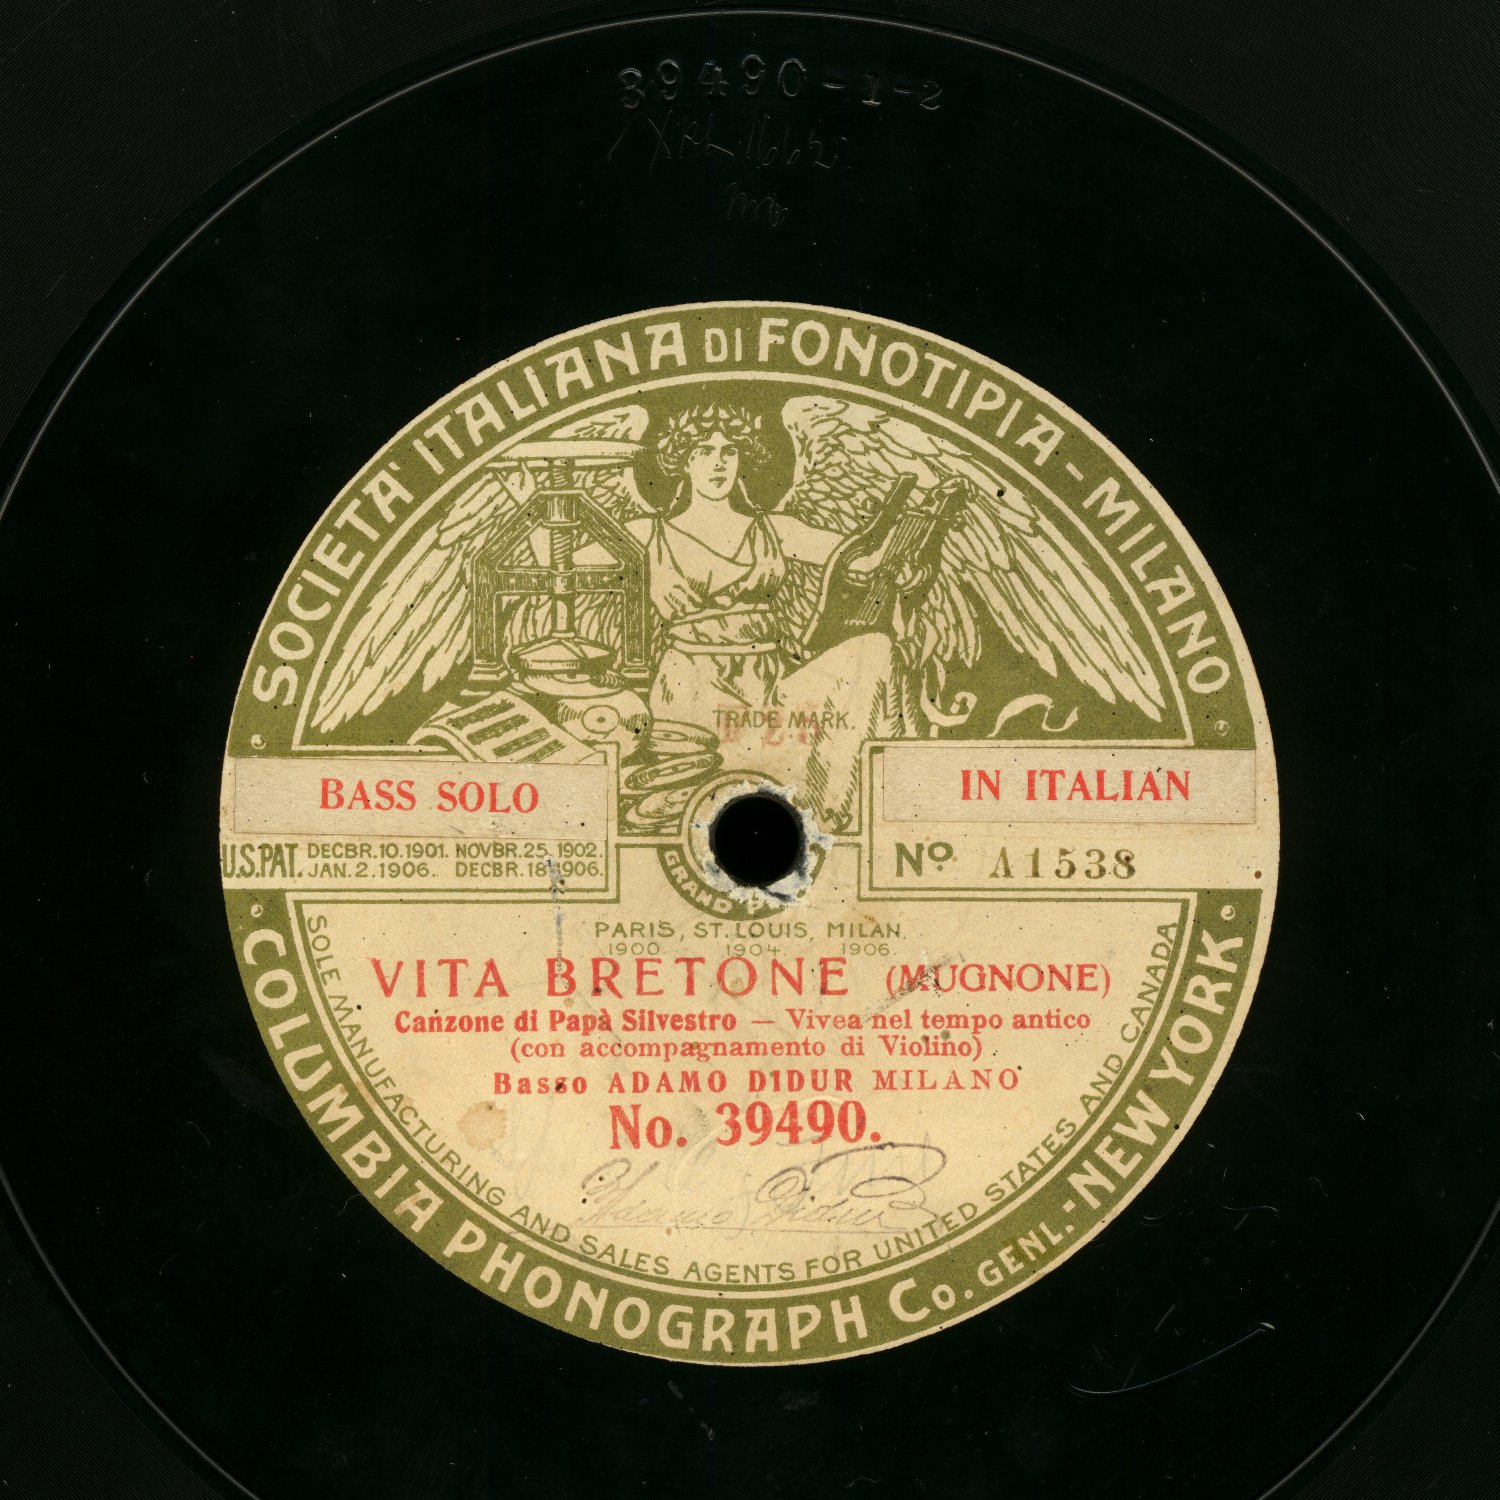 39490-1-2
SOCIETA' ITALIANA DI FONOTIPIA - MILANO
TRADE MARK.
BASS SOLO
IN ITALIAN
U.S.PAT. DECBR.10.1901. NOVBR.25.1902.
JAN.2.1906. DECBR.18.1906.
No. A1538
GRAND
PARIS, ST. LOUIS, MILAN.
1900 1904 1906.
VITA BRETONE (MUGNONE)
Canzone di Papà Silvestro — Vivea nel tempo antico
(con accompagnamento di Violino)
Basso ADAMO DIDUR MILANO
No. 39490.
Adamo Didur
SOLE MANUFACTURING AND SALES AGENTS FOR UNITED STATES AND CANADA
COLUMBIA PHONOGRAPH Co. GENL.- NEW YORK